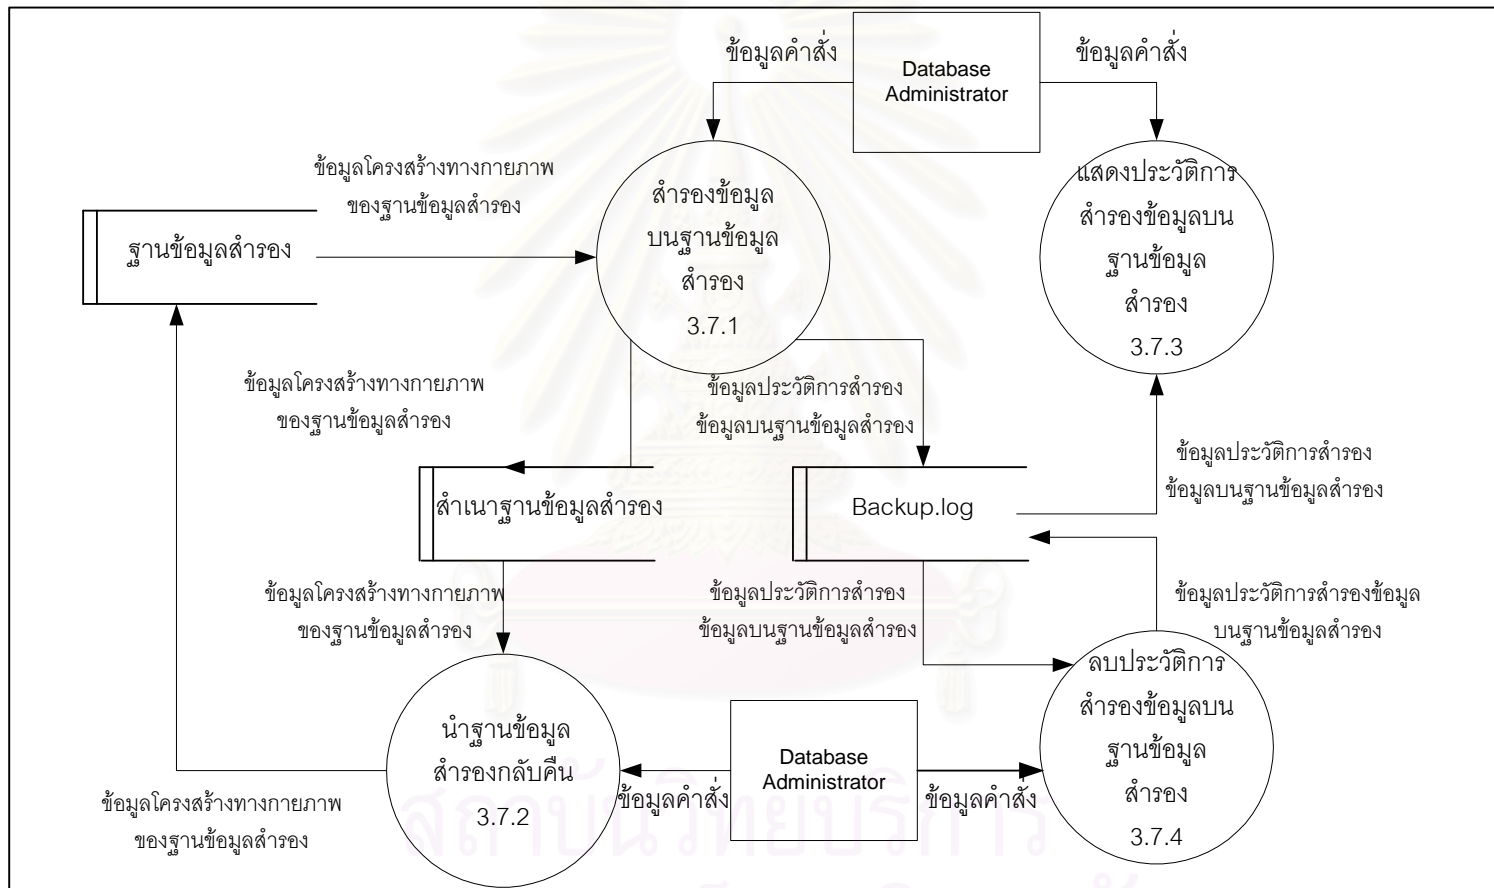 ข้อมูลคำสั่ง
Database
Administrator
ข้อมูลคำสั่ง
ข้อมูลโครงสร้างทางกายภาพ
ของฐานข้อมูลสำรอง
ฐานข้อมูลสำรอง
สำรองข้อมูล
บนฐานข้อมูล
สำรอง
3.7.1
แสดงประวัติการ
สำรองข้อมูลบน
ฐานข้อมูล
สำรอง
3.7.3
ข้อมูลโครงสร้างทางกายภาพ
ของฐานข้อมูลสำรอง
ข้อมูลประวัติการสำรอง
ข้อมูลบนฐานข้อมูลสำรอง
ข้อมูลประวัติการสำรอง
ข้อมูลบนฐานข้อมูลสำรอง
สำเนาฐานข้อมูลสำรอง
Backup.log
ข้อมูลโครงสร้างทางกายภาพ
ของฐานข้อมูลสำรอง
ข้อมูลประวัติการสำรอง
ข้อมูลบนฐานข้อมูลสำรอง
ข้อมูลประวัติการสำรองข้อมูล
บนฐานข้อมูลสำรอง
นำฐานข้อมูล
สำรองกลับคืน
3.7.2
Database
Administrator
ลบประวัติการ
สำรองข้อมูลบน
ฐานข้อมูล
สำรอง
3.7.4
ข้อมูลคำสั่ง
ข้อมูลคำสั่ง
ข้อมูลโครงสร้างทางกายภาพ
ของฐานข้อมูลสำรอง
สถาบันวิทยบริการ